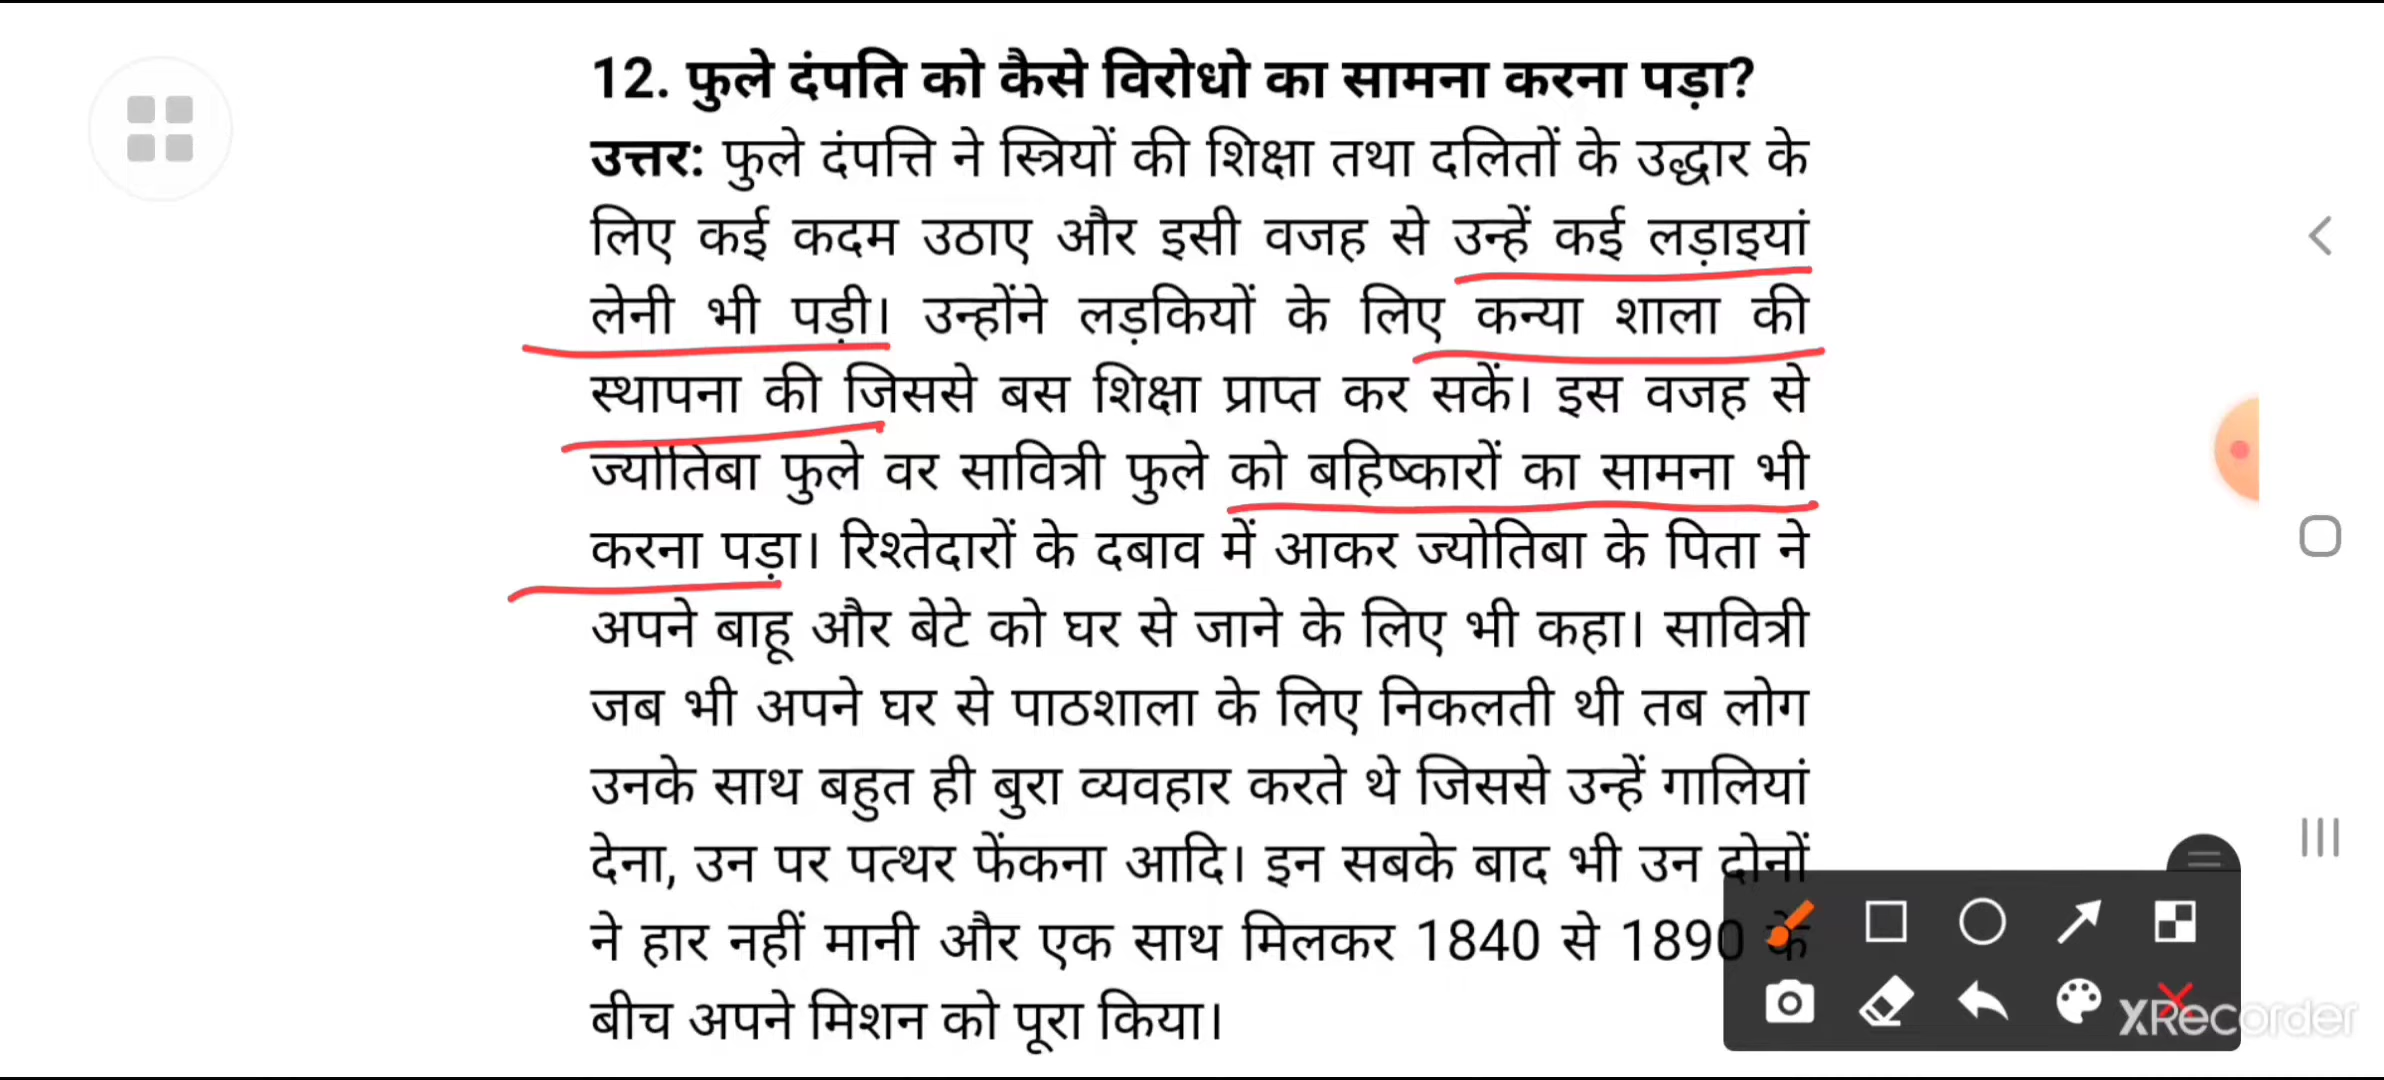 12. फुले दंपति को कैसे विरोधो का सामना करना पड़ा?
उत्तर: फुले दंपत्ति ने स्त्रियों की शिक्षा तथा दलितों के उद्धार के
लिए कई कदम उठाए और इसी वजह से उन्हें कई लड़ाइयां
लेनी भी पड़ी। उन्होंने लड़कियों के लिए कन्या शाला की
स्थापना की जिससे बस शिक्षा प्राप्त कर सकें। इस वजह से
ज्योतिबा फुले वर सावित्री फुले को बहिष्कारों का सामना भी
करना पड़ा। रिश्तेदारों के दबाव में आकर ज्योतिबा के पिता ने
अपने बाहू और बेटे को घर से जाने के लिए भी कहा। सावित्री
जब भी अपने घर से पाठशाला के लिए निकलती थी तब लोग
उनके साथ बहुत ही बुरा व्यवहार करते थे जिससे उन्हें गालियां
देना, उन पर पत्थर फेंकना आदि। इन सबके बाद भी उन दोनों
ने हार नहीं मानी और एक साथ मिलकर 1840 से 1890 के
बीच अपने मिशन को पूरा किया।
XRecorder